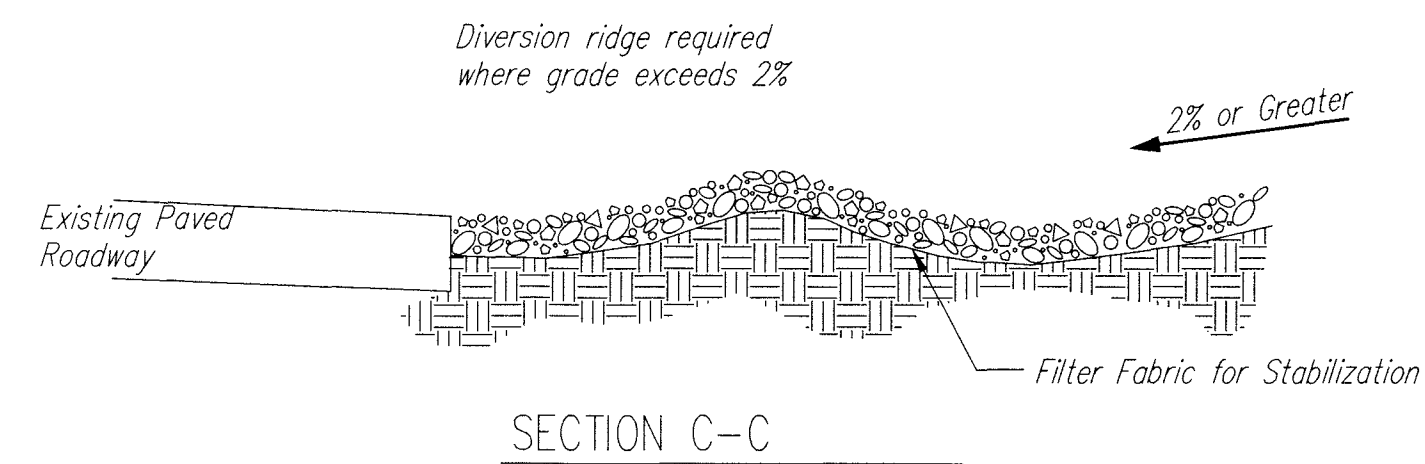 Diversion ridge required
where grade exceeds 2%
2% or Greater
Existing Paved
Roadway
Filter Fabric for Stabilization
SECTION C-C